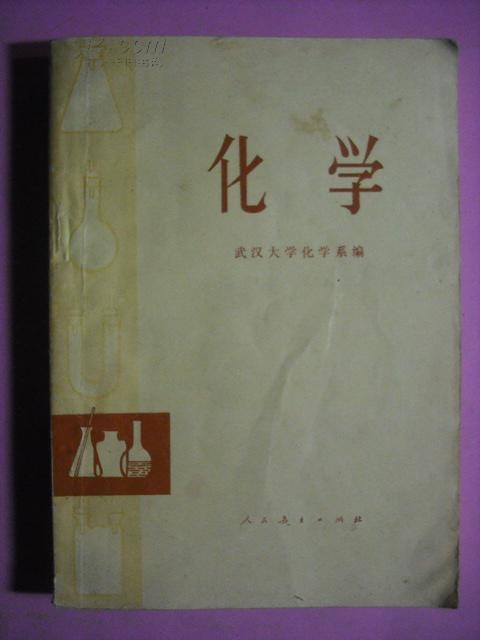 化学
武汉大学化学系编
人民教育出版社